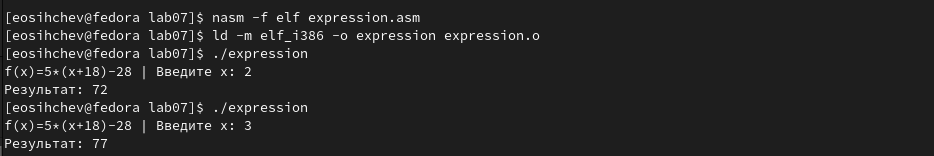 [eosihchev@fedora lab07]$ nasm -f elf expression.asm
[eosihchev@fedora lab07]$ ld -m elf_i386 -o expression expression.o
[eosihchev@fedora lab07]$ ./expression
f(x)=5*(x+18)-28 | Введите x: 2
Результат: 72
[eosihchev@fedora lab07]$ ./expression
f(x)=5*(x+18)-28 | Введите x: 3
Результат: 77